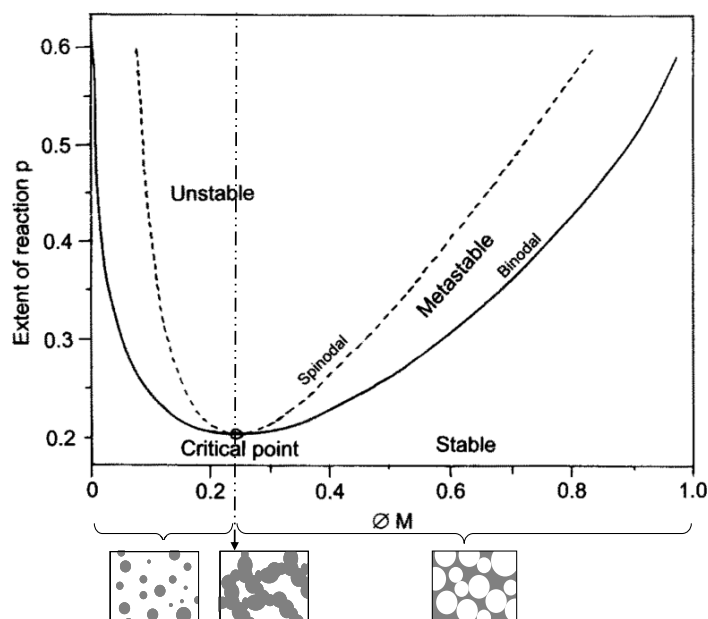 0.6
0.5
0.4
0.3
0.2
Extent of reaction p
Unstable
Metastable
Binodal
Spinodal
Critical point
Stable
0
0.2
0.4
0.6
0.8
1.0
∅ M